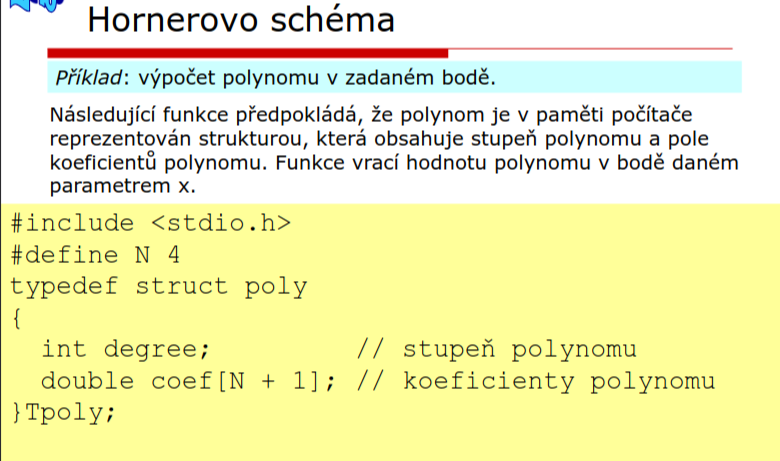 Hornerovo schéma
Příklad: výpočet polynomu v zadaném bodě.
Následující funkce předpokládá, že polynom je v paměti počítače
reprezentován strukturou, která obsahuje stupeň polynomu a pole
koeficientů polynomu. Funkce vrací hodnotu polynomu v bodě daném
parametrem x.
#include <stdio.h>
#define N 4
typedef struct poly
{
  int degree;         // stupeň polynomu
  double coef[N + 1]; // koeficienty polynomu
}Tpoly;